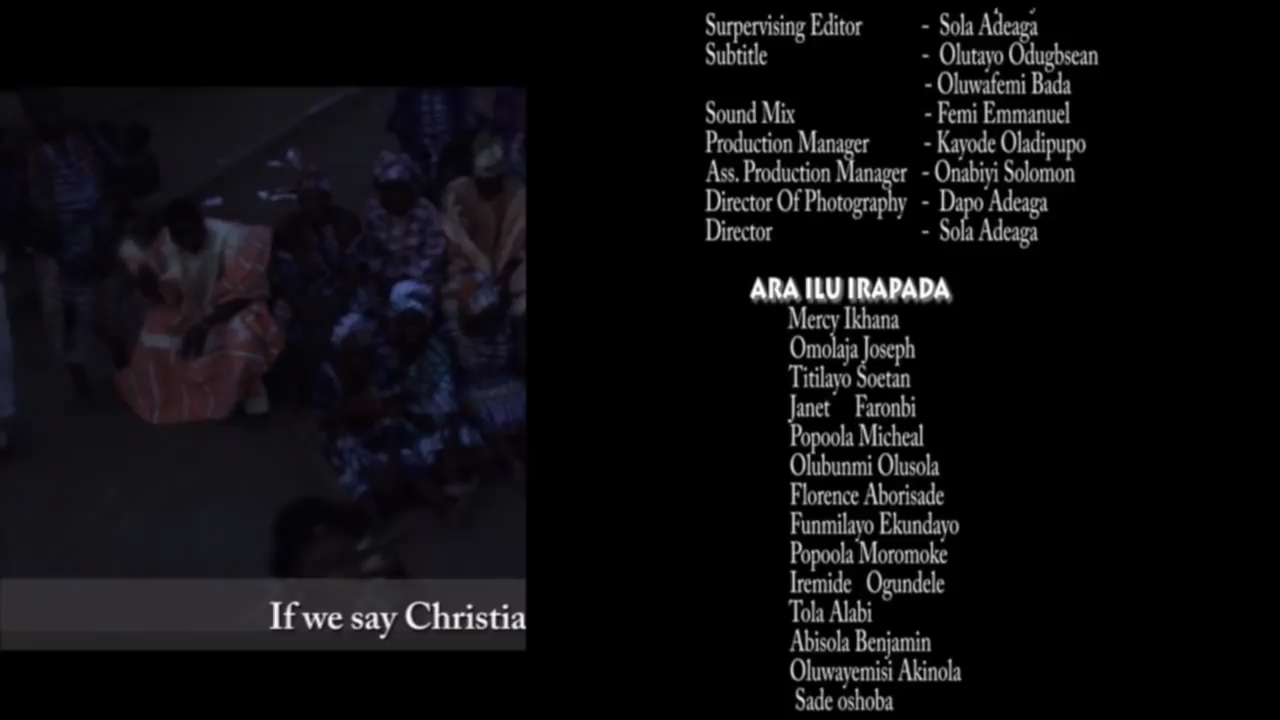 Surpervising Editor - Sola Adeaga
Subtitle - Olutayo Odugbsean
- Oluwafemi Bada
Sound Mix - Femi Emmanuel
Production Manager - Kayode Oladipupo
Ass. Production Manager - Onabiyi Solomon
Director Of Photography - Dapo Adeaga
Director - Sola Adeaga
ARA ILU IRAPADA
Mercy Ikhana
Omolaja Joseph
Titilayo Soetan
Janet Faronbi
Popoola Micheal
Olubunmi Olusola
Florence Aborisade
Funmilayo Ekundayo
Popoola Moromoke
Iremide Ogundele
Tola Alabi
Abisola Benjamin
Oluwayemisi Akinola
Sade oshoba
If we say Christia